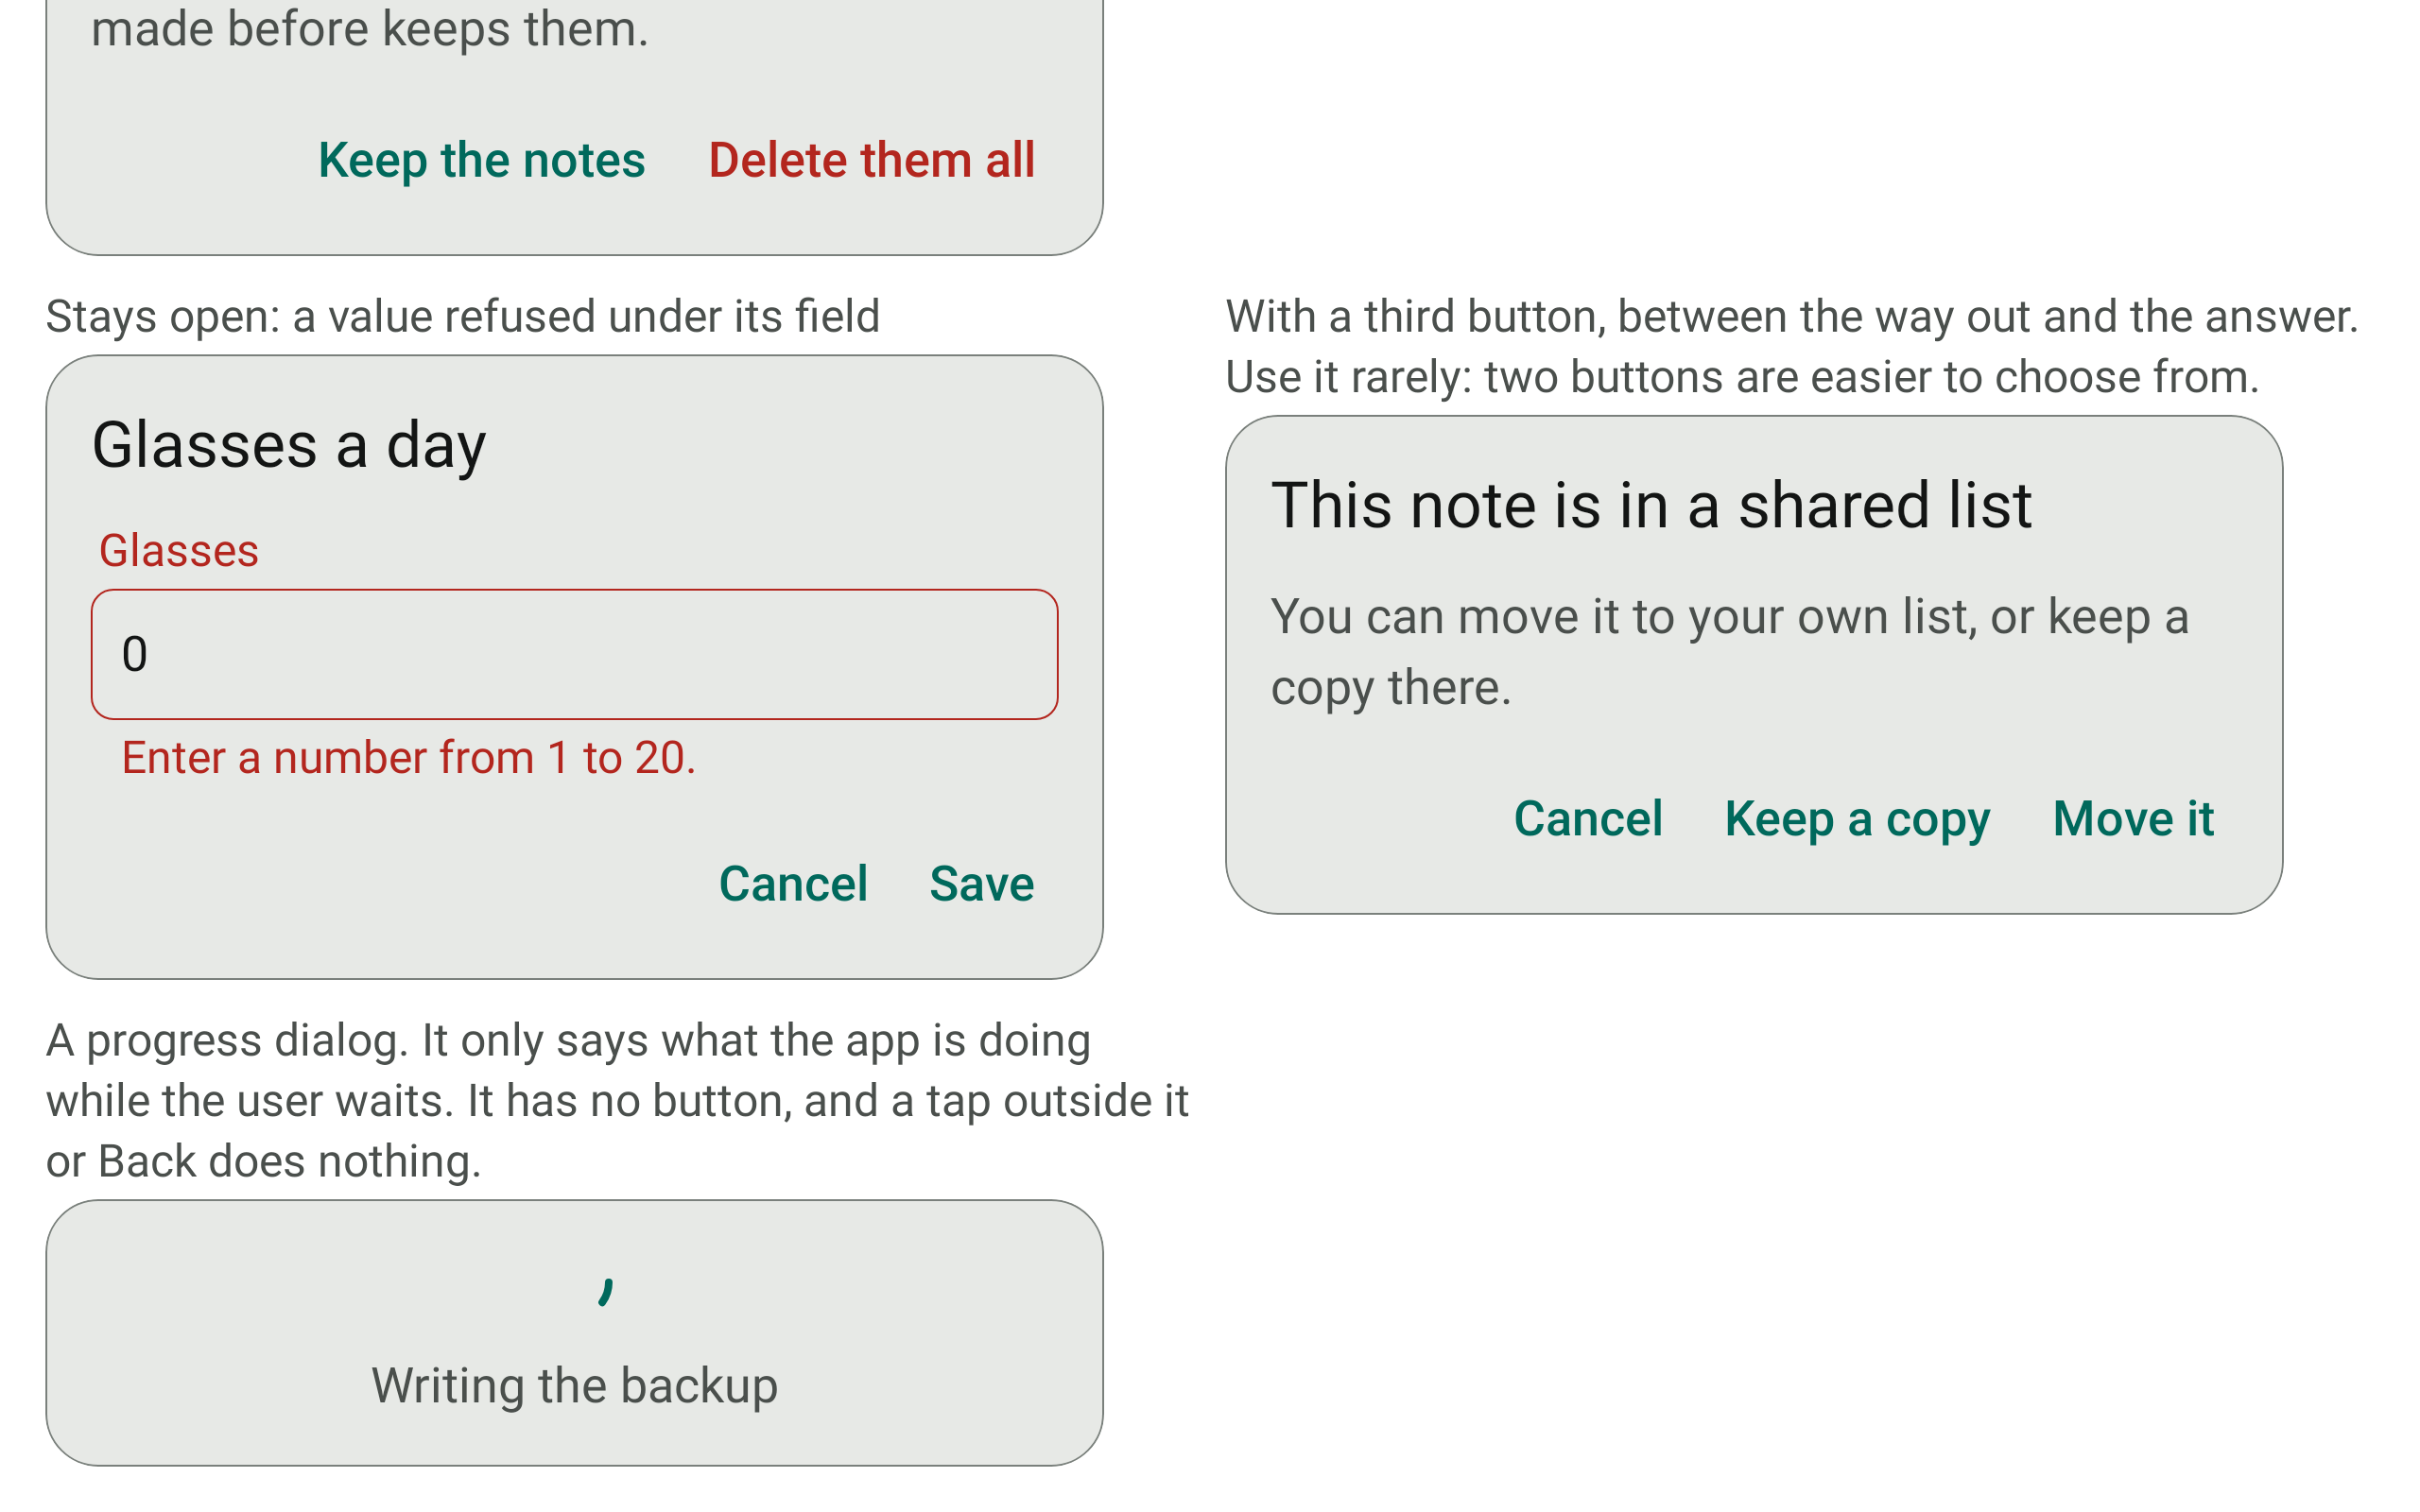 made before keeps them.
Keep the notes Delete them all
Stays open: a value refused under its field
Glasses a day
Glasses
0
Enter a number from 1 to 20.
Cancel Save
With a third button, between the way out and the answer.
Use it rarely: two buttons are easier to choose from.
This note is in a shared list
You can move it to your own list, or keep a
copy there.
Cancel Keep a copy Move it
A progress dialog. It only says what the app is doing
while the user waits. It has no button, and a tap outside it
or Back does nothing.
Writing the backup